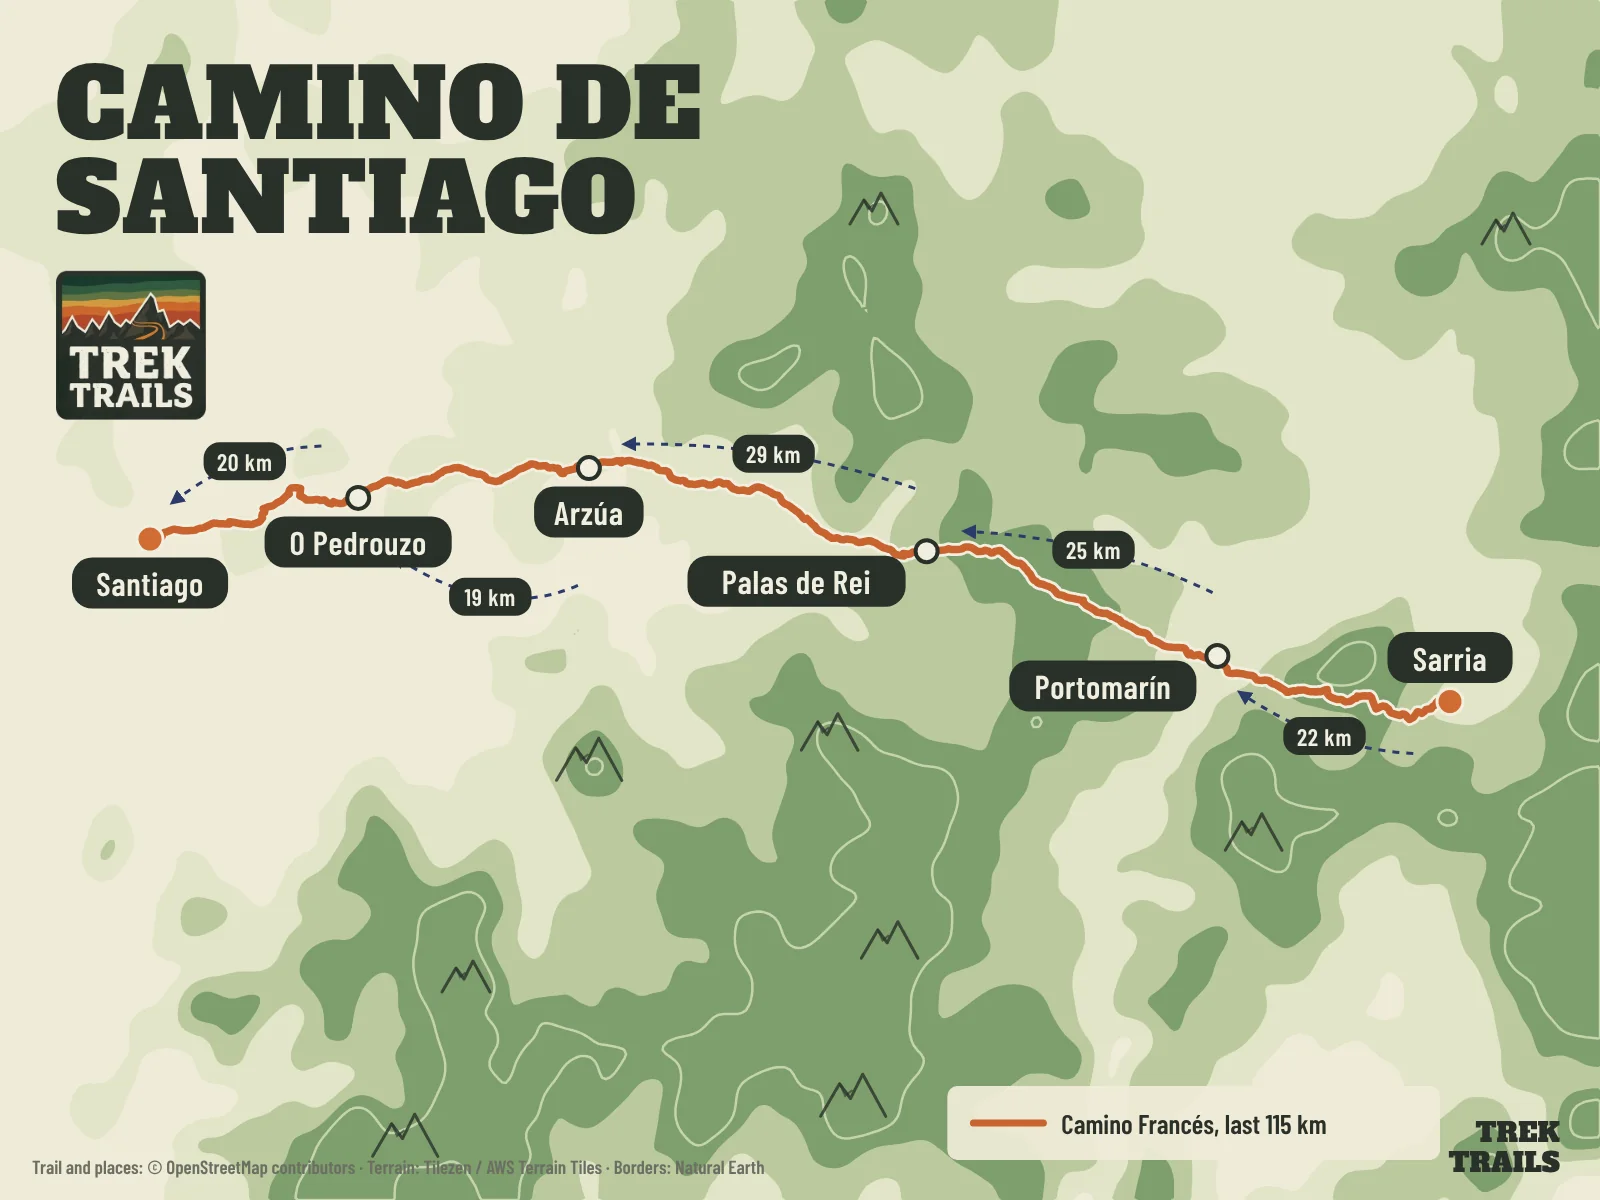 CAMINO DE
SANTIAGO
TREK
TRAILS
20 km
29 km
Arzúa
O Pedrouzo
Santiago
19 km
Palas de Rei
25 km
Portomarín
Sarria
22 km
Camino Francés, last 115 km
TREK
TRAILS
Trail and places: © OpenStreetMap contributors · Terrain: Tilezen / AWS Terrain Tiles · Borders: Natural Earth